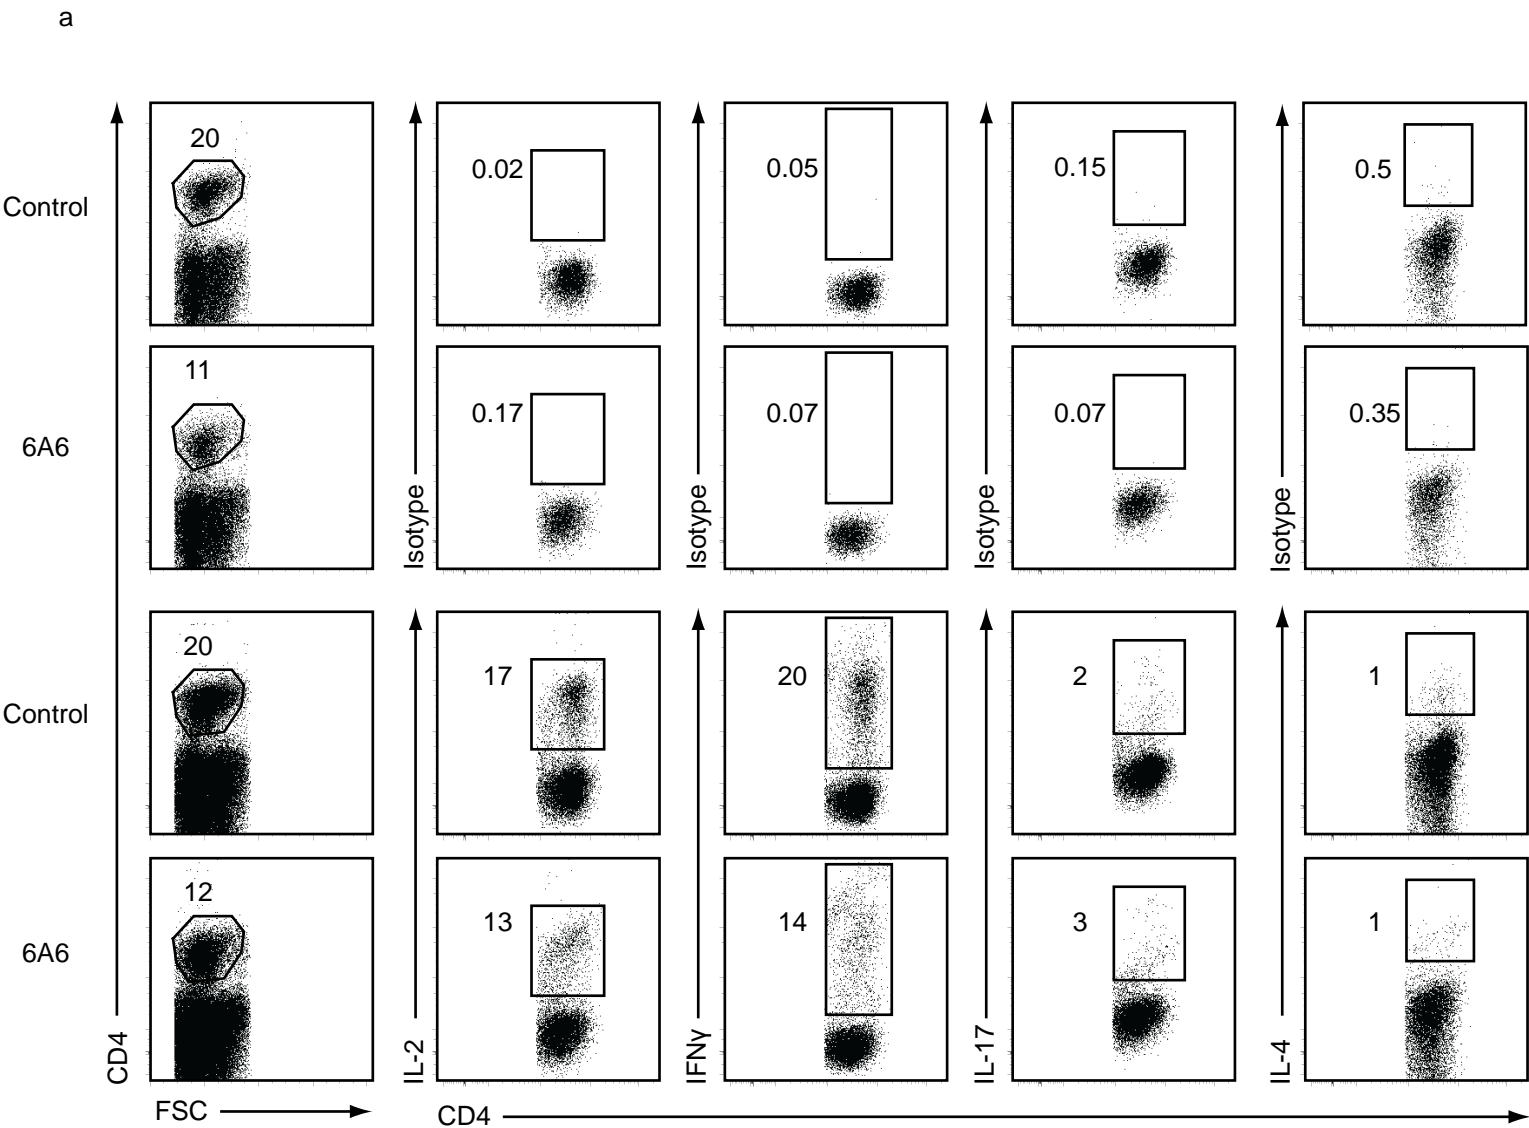 a
20 0.02 0.05 0.15 0.5
Control
11 0.17 0.07 0.07 0.35
6A6
Isotype Isotype Isotype Isotype
20 17 20 2 1
Control
12 13 14 3 1
6A6
CD4 IL-2 IFNγ IL-17 IL-4
FSC CD4